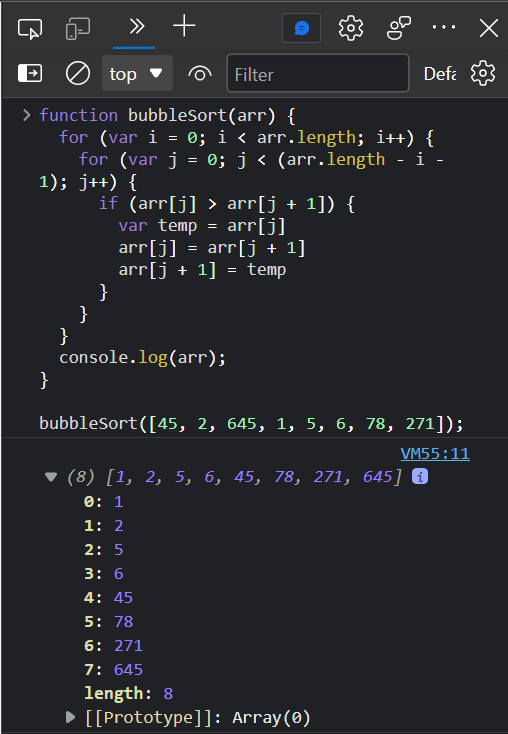 top
Filter
Defa
function bubbleSort(arr) {
for (var i = 0; i < arr.length; i++) {
for (var j = 0; j < (arr.length - i -
1); j++) {
if (arr[j] > arr[j + 1]) {
var temp = arr[j]
arr[j] = arr[j + 1]
arr[j + 1] = temp
}
}
}
console.log(arr);
}
bubbleSort([45, 2, 645, 1, 5, 6, 78, 271]);
VM55:11
(8) [1, 2, 5, 6, 45, 78, 271, 645] i
0: 1
1: 2
2: 5
3: 6
4: 45
5: 78
6: 271
7: 645
length: 8
[[Prototype]]: Array(0)